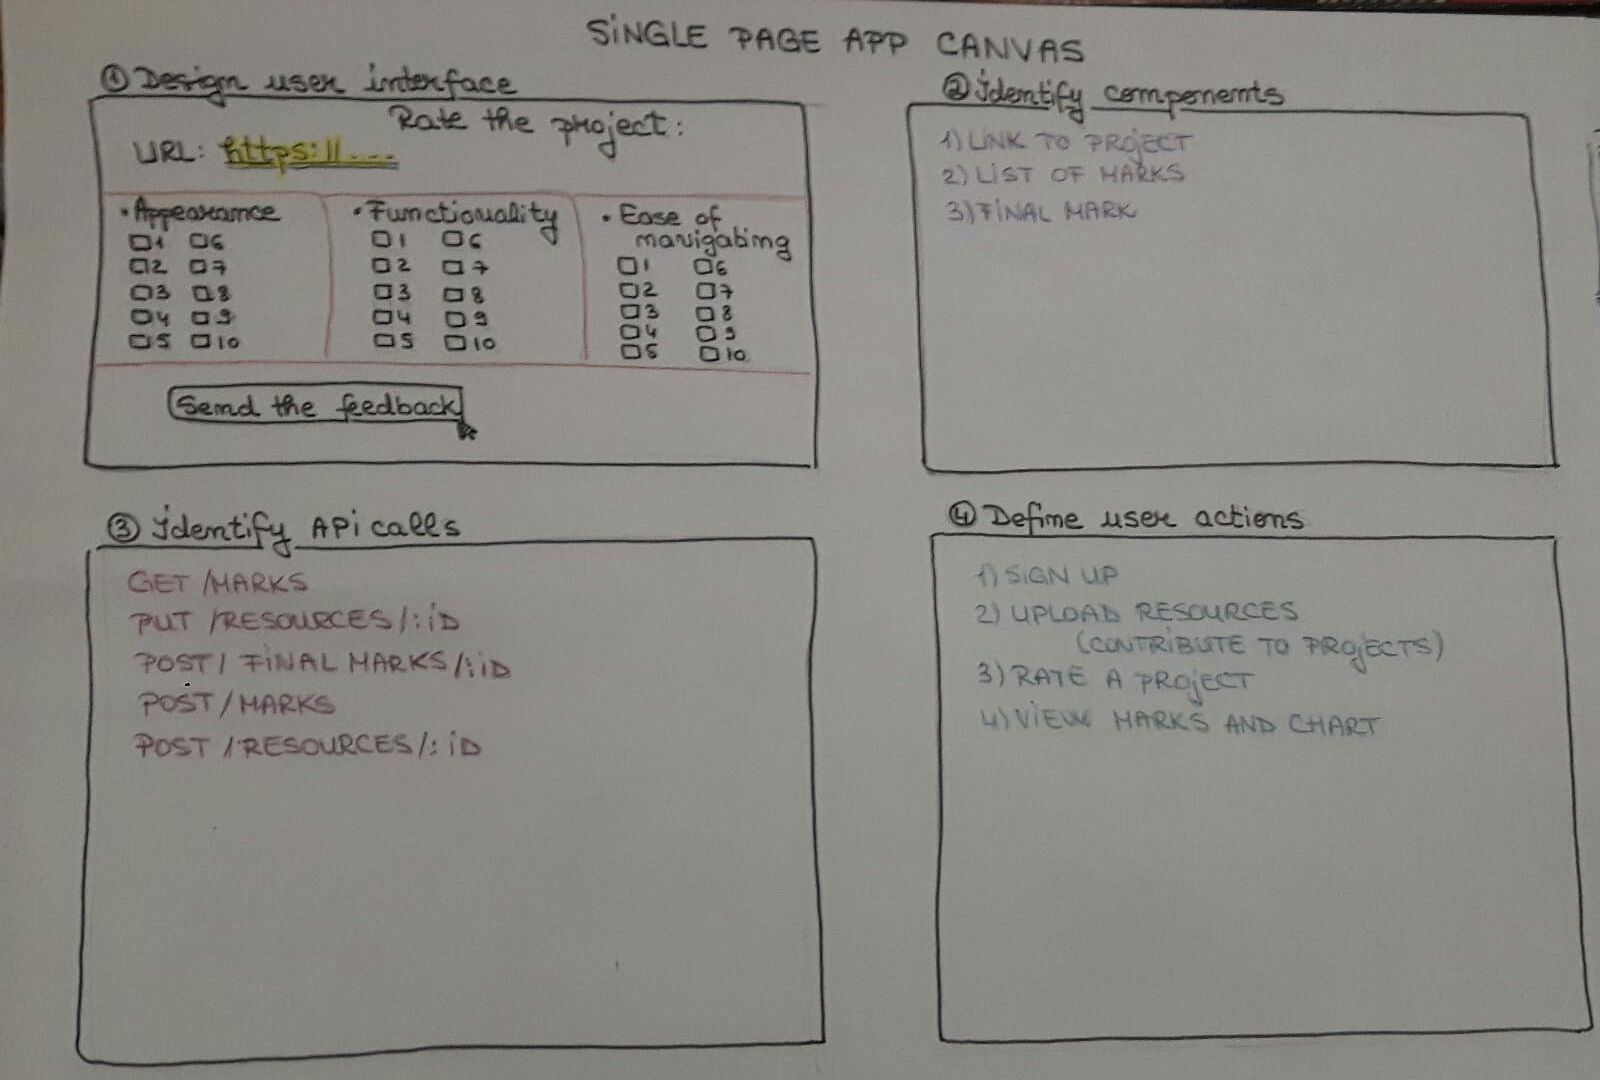 SINGLE PAGE APP CANVAS
① Design user interface
Rate the project:
URL: https://....
• Appearance
1 6
2 7
3 8
4 9
5 10
• Functionality
1 6
2 7
3 8
4 9
5 10
• Ease of
navigating
1 6
2 7
3 8
4 9
5 10
Send the feedback
② Identify components
1) LINK TO PROJECT
2) LIST OF MARKS
3) FINAL MARK
③ Identify API calls
GET /MARKS
PUT /RESOURCES/:ID
POST/ FINAL MARKS/:ID
POST/MARKS
POST /RESOURCES/:ID
④ Define user actions
1) SIGN UP
2) UPLOAD RESOURCES
(CONTRIBUTE TO PROJECTS)
3) RATE A PROJECT
4) VIEW MARKS AND CHART